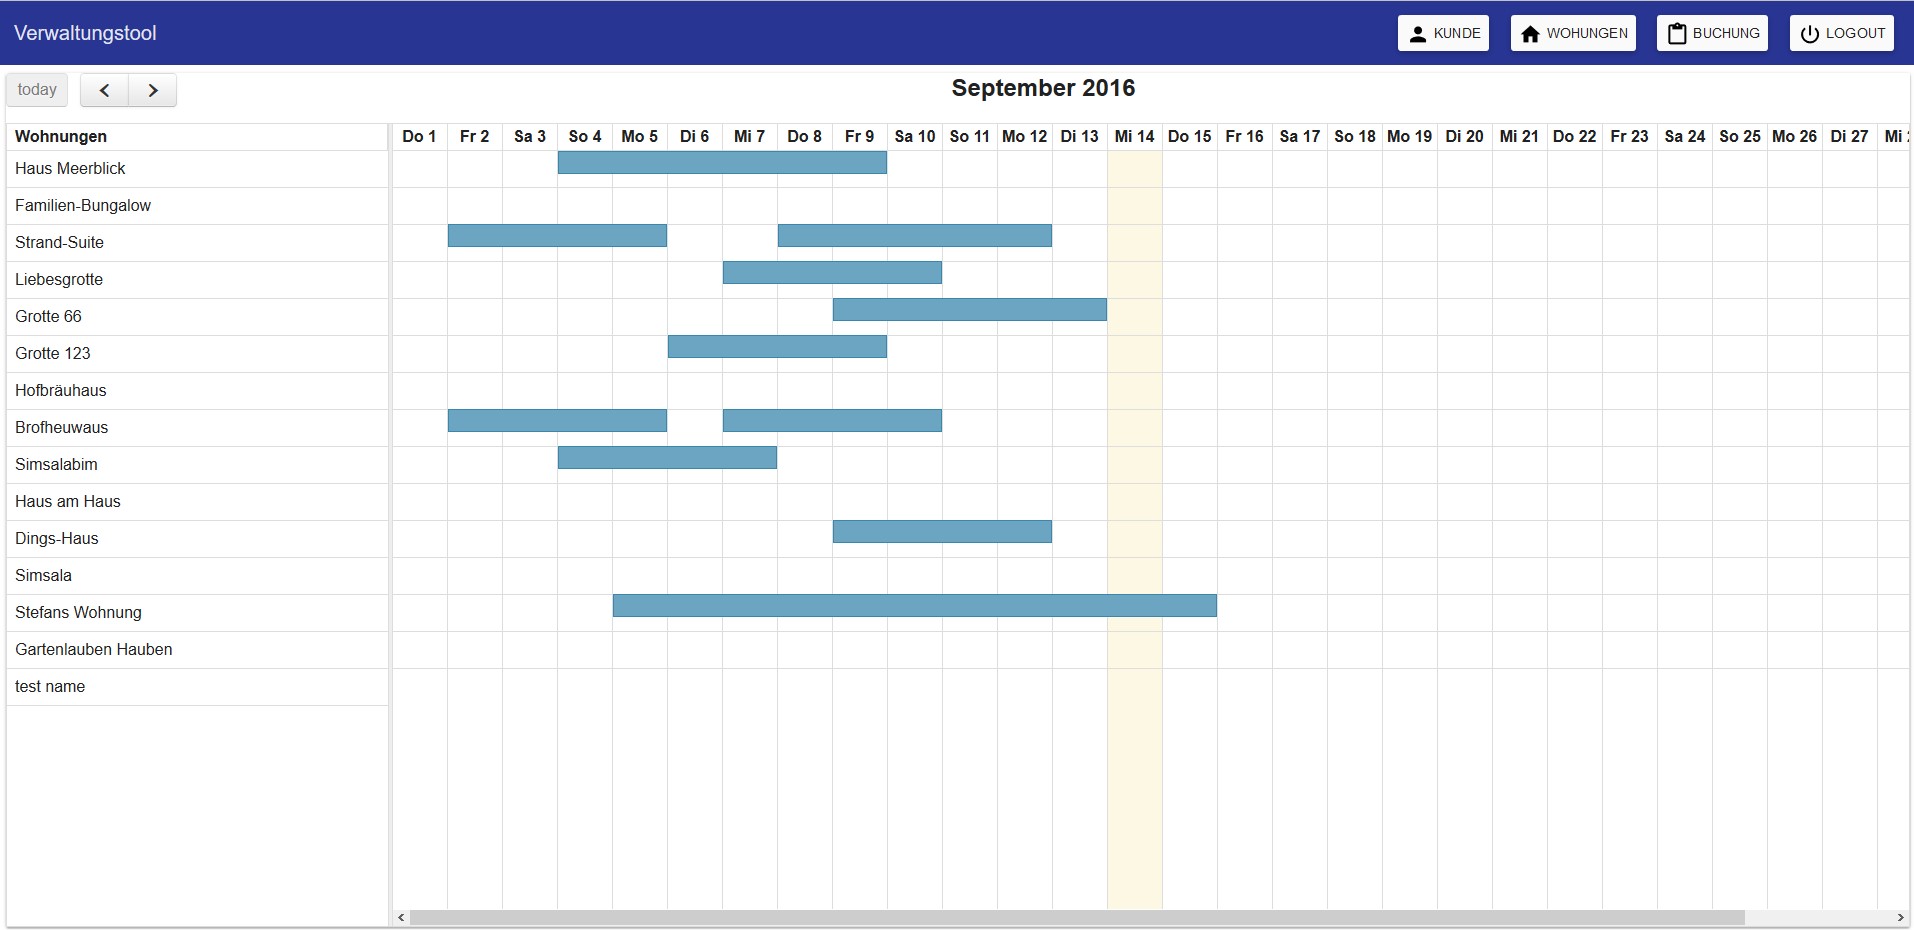 Verwaltungstool KUNDE WOHUNGEN BUCHUNG LOGOUT
today September 2016
Wohnungen Do 1 Fr 2 Sa 3 So 4 Mo 5 Di 6 Mi 7 Do 8 Fr 9 Sa 10 So 11 Mo 12 Di 13 Mi 14 Do 15 Fr 16 Sa 17 So 18 Mo 19 Di 20 Mi 21 Do 22 Fr 23 Sa 24 So 25 Mo 26 Di 27 Mi
Haus Meerblick
Familien-Bungalow
Strand-Suite
Liebesgrotte
Grotte 66
Grotte 123
Hofbräuhaus
Brofheuwaus
Simsalabim
Haus am Haus
Dings-Haus
Simsala
Stefans Wohnung
Gartenlauben Hauben
test name